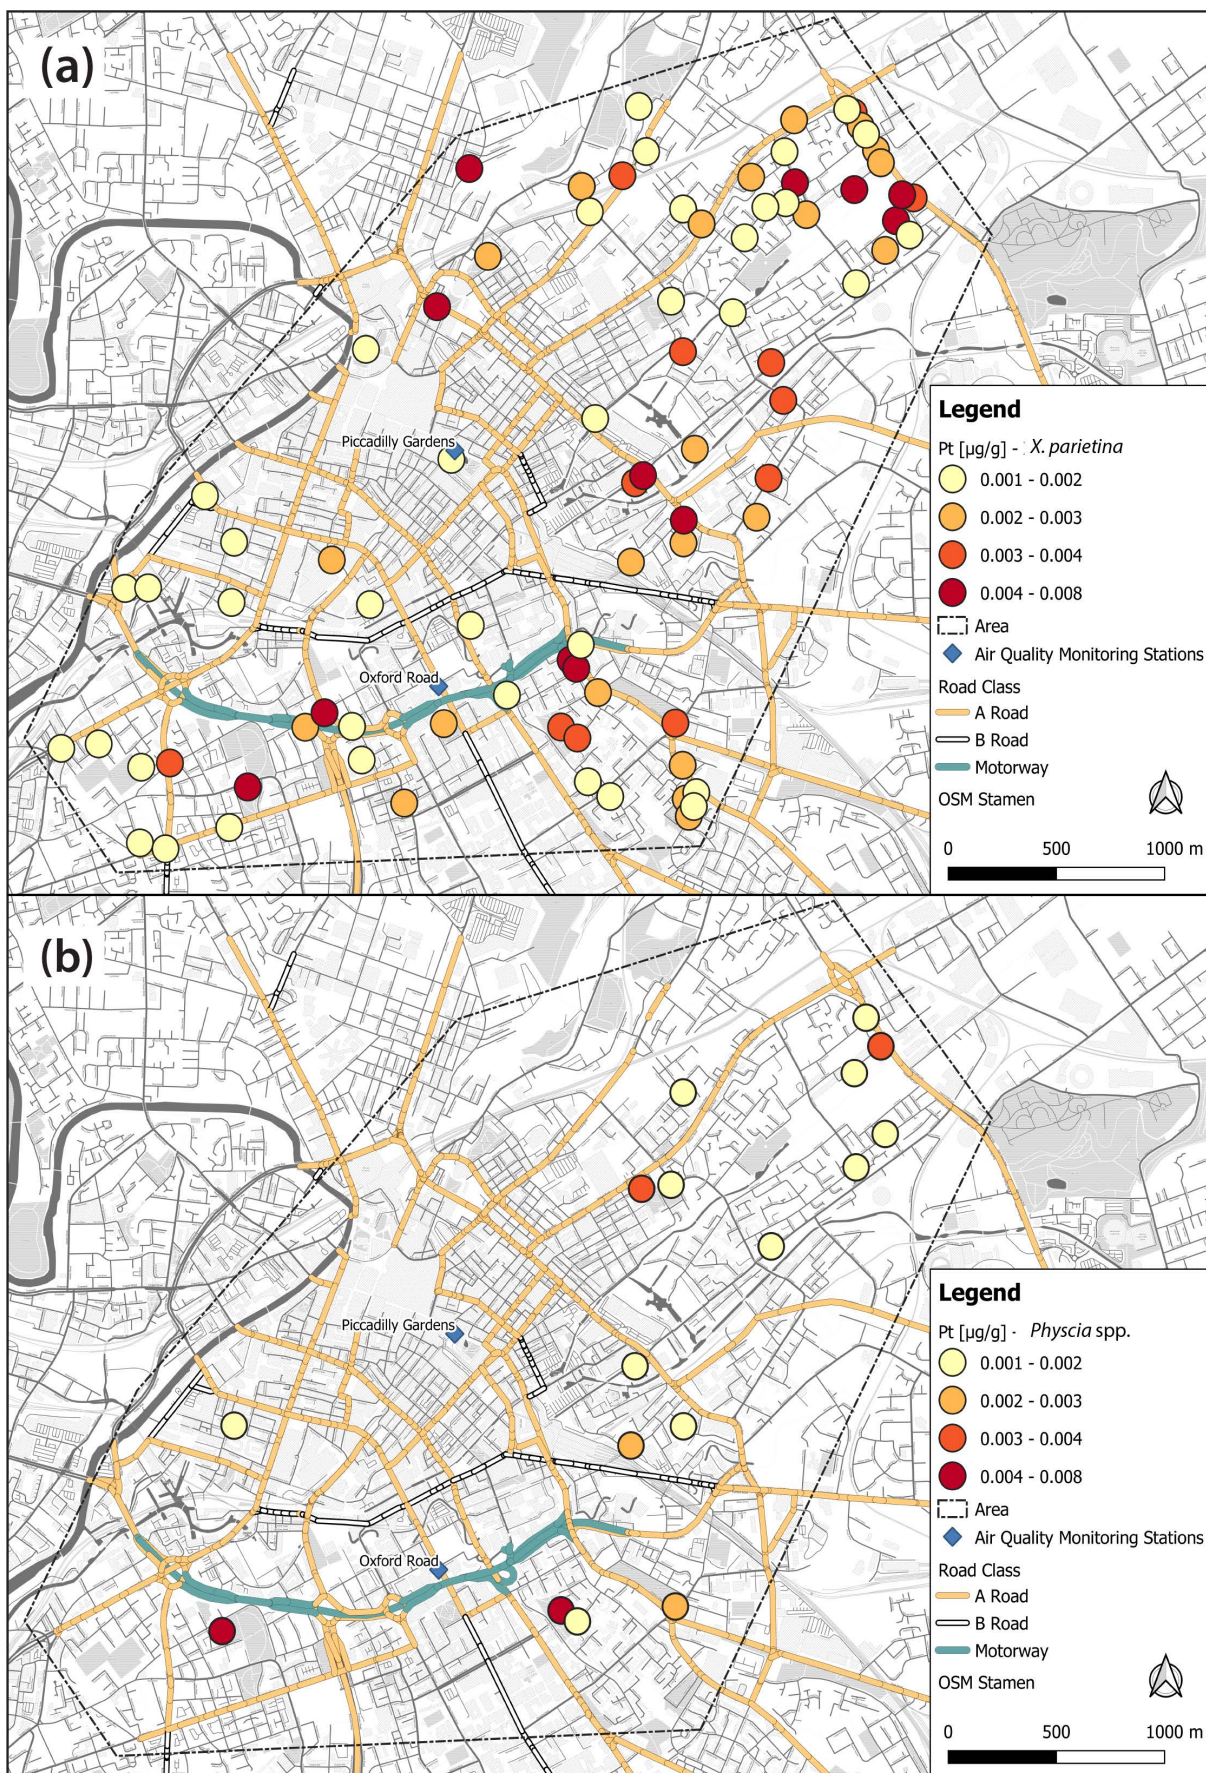 (a)
Piccadilly Gardens
Oxford Road
Legend
Pt [µg/g] - X. parietina
0.001 - 0.002
0.002 - 0.003
0.003 - 0.004
0.004 - 0.008
Area
Air Quality Monitoring Stations
Road Class
A Road
B Road
Motorway
OSM Stamen
0 500 1000 m
(b)
Piccadilly Gardens
Oxford Road
Legend
Pt [µg/g] - Physcia spp.
0.001 - 0.002
0.002 - 0.003
0.003 - 0.004
0.004 - 0.008
Area
Air Quality Monitoring Stations
Road Class
A Road
B Road
Motorway
OSM Stamen
0 500 1000 m